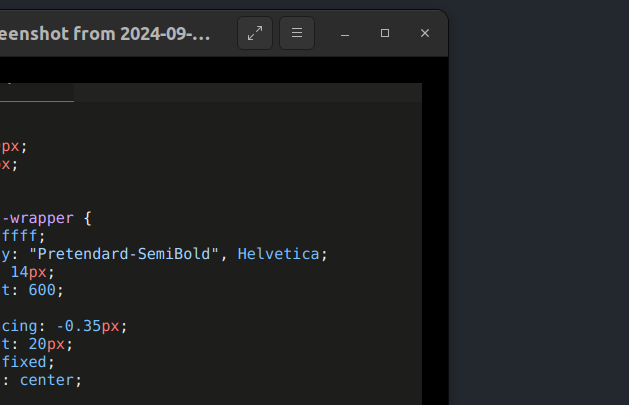 eenshot from 2024-09-...
px;
x;
-wrapper {
ffff;
y: "Pretendard-SemiBold", Helvetica;
14px;
t: 600;
cing: -0.35px;
t: 20px;
fixed;
: center;